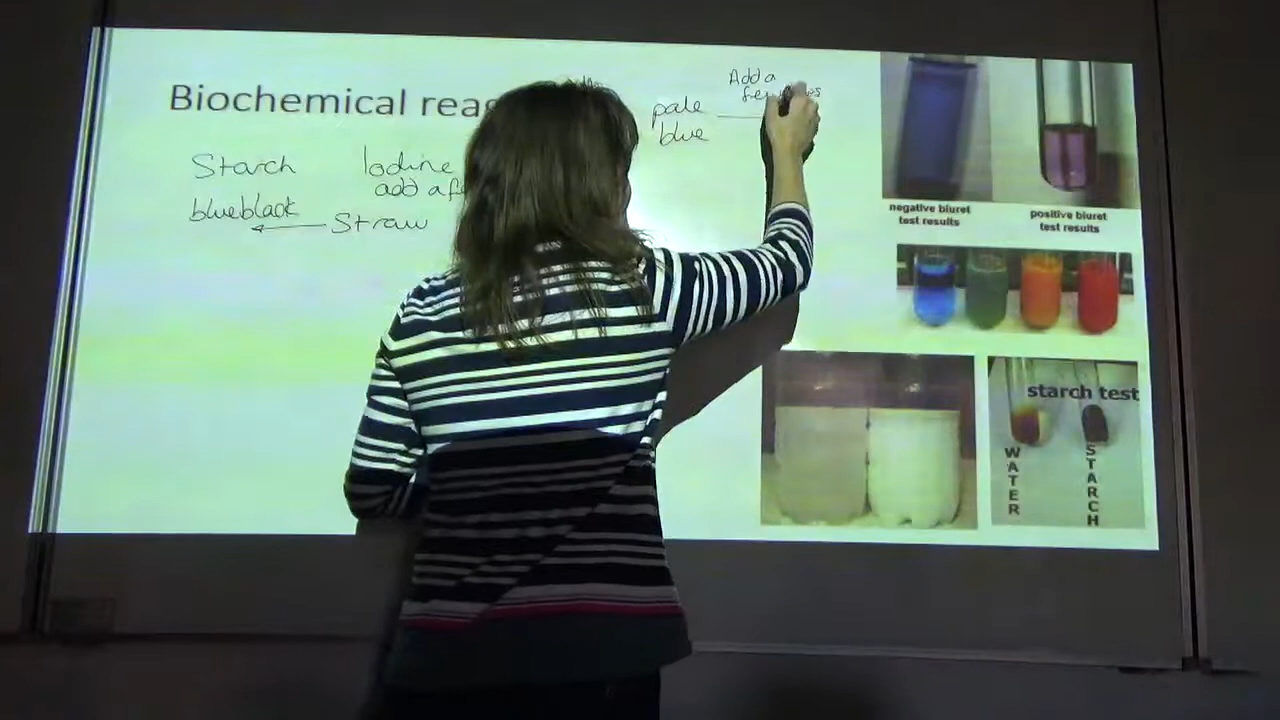 Biochemical rea
Starch
Iodine
add a fe
blueblack
Straw
pale
blue
Add a
negative biuret
test results
positive biuret
test results
starch test
WATER
STARCH